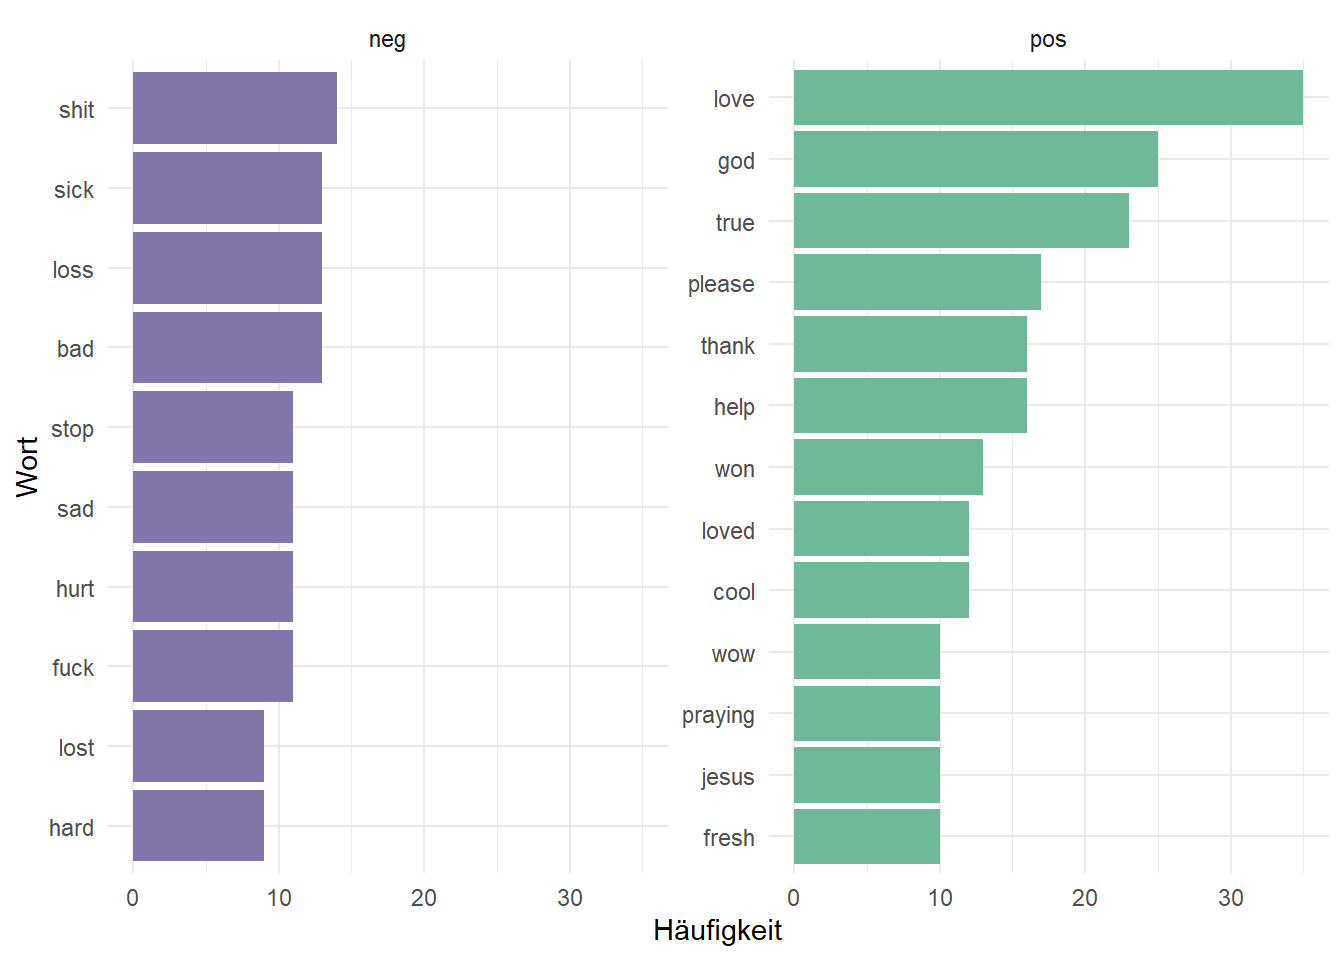 neg
pos
shit
sick
loss
bad
stop
sad
hurt
fuck
lost
hard
love
god
true
please
thank
help
won
loved
cool
wow
praying
jesus
fresh
Wort
0 10 20 30
0 10 20 30
Häufigkeit